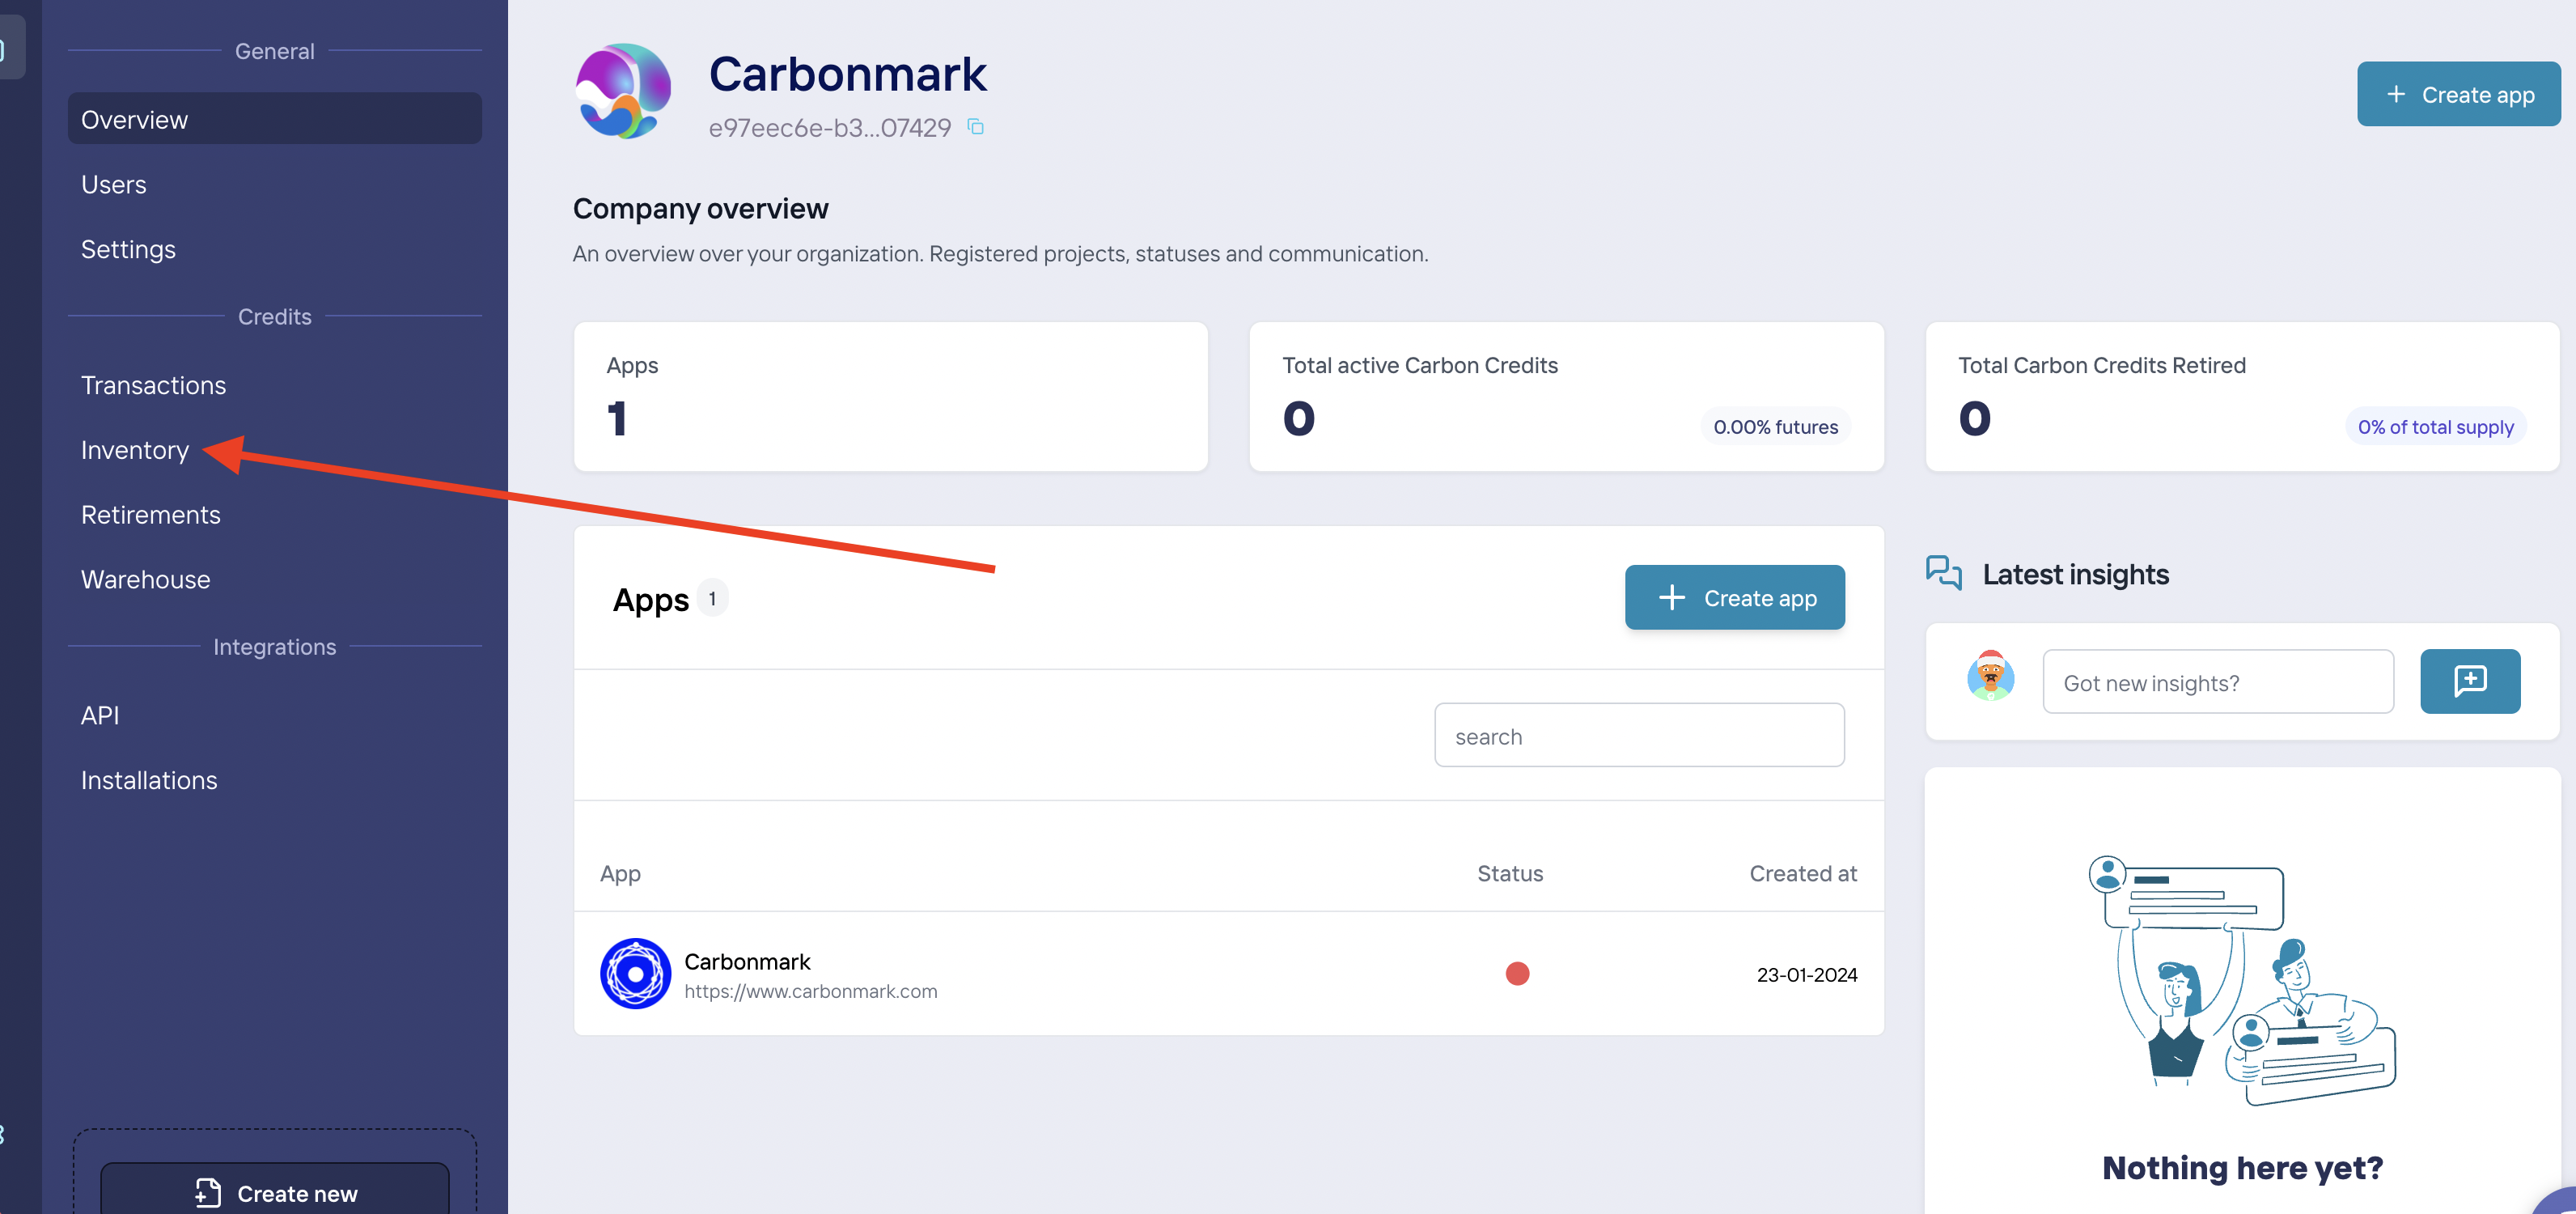 General
Overview
Users
Settings
Credits
Transactions
Inventory
Retirements
Warehouse
Integrations
API
Installations
Create new
Carbonmark
e97eec6e-b3...07429
+ Create app
Company overview
An overview over your organization. Registered projects, statuses and communication.
Apps
1
Total active Carbon Credits
0
0.00% futures
Total Carbon Credits Retired
0
0% of total supply
Apps 1
+ Create app
search
App Status Created at
Carbonmark
https://www.carbonmark.com
23-01-2024
Latest insights
Got new insights?
Nothing here yet?